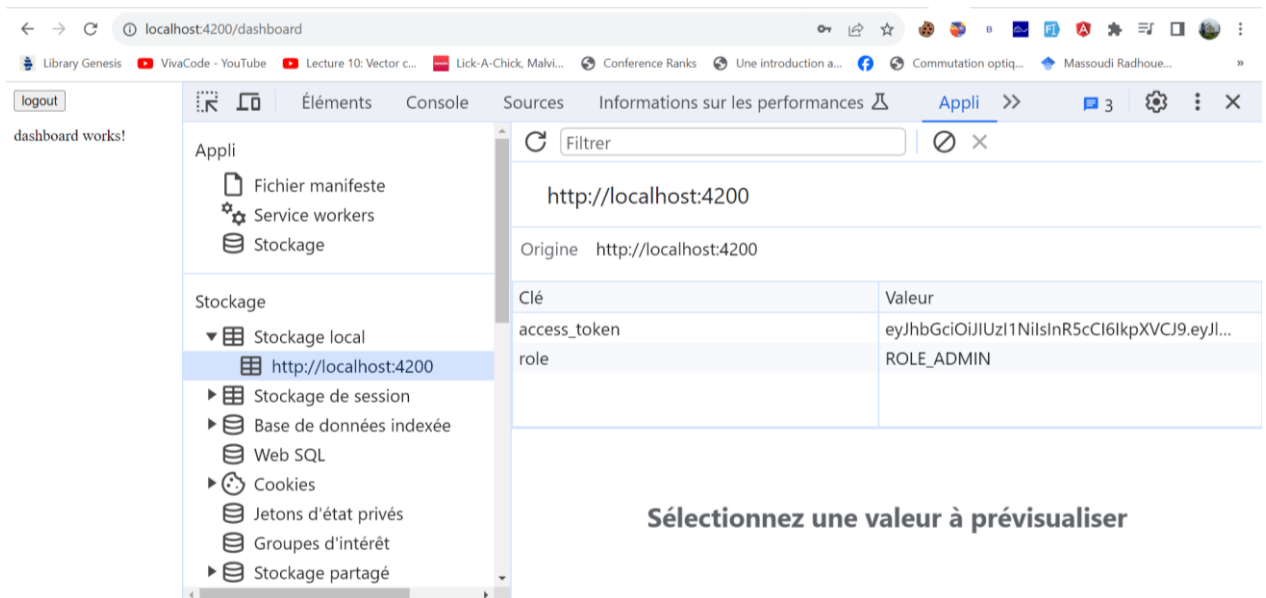 localhost:4200/dashboard
Library Genesis VivaCode - YouTube Lecture 10: Vector c... Lick-A-Chick, Malvi... Conference Ranks Une introduction a... Commutation optiq... Massoudi Radhoue... »
logout
dashboard works!
Éléments Console Sources Informations sur les performances Appli 3
Appli
Fichier manifeste
Service workers
Stockage
Stockage
Stockage local
http://localhost:4200
Stockage de session
Base de données indexée
Web SQL
Cookies
Jetons d'état privés
Groupes d'intérêt
Stockage partagé
Filtrer
http://localhost:4200
Origine http://localhost:4200
Clé Valeur
access_token eyJhbGciOiJIUzI1NiIsInR5cCI6IkpXVCJ9.eyJl...
role ROLE_ADMIN
Sélectionnez une valeur à prévisualiser